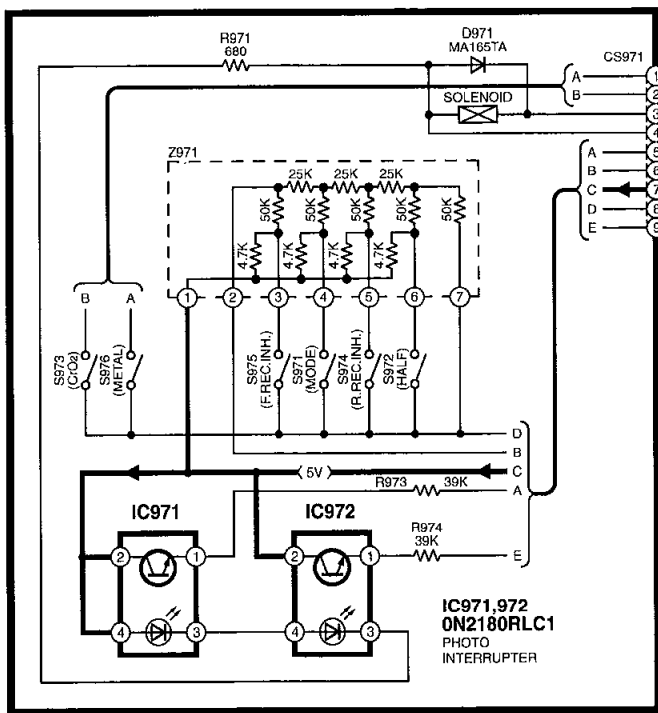 R971
680
D971
MA165TA
CS971
A
B
1
2
SOLENOID
3
4
A
B
C
D
E
5
6
7
8
9
Z971
25K 25K 25K
50K 50K 50K 50K 50K
4.7K 4.7K 4.7K 4.7K
1 2 3 4 5 6 7
B A
S973
(CrO2)
S976
(METAL)
S975
(F.REC.INH.)
S971
(MODE)
S974
(R.REC.INH.)
S972
(HALF)
D
B
C
A
E
5V
R973 39K
R974
39K
IC971
2 1
4 3
IC972
2 1
4 3
IC971,972
0N2180RLC1
PHOTO
INTERRUPTER